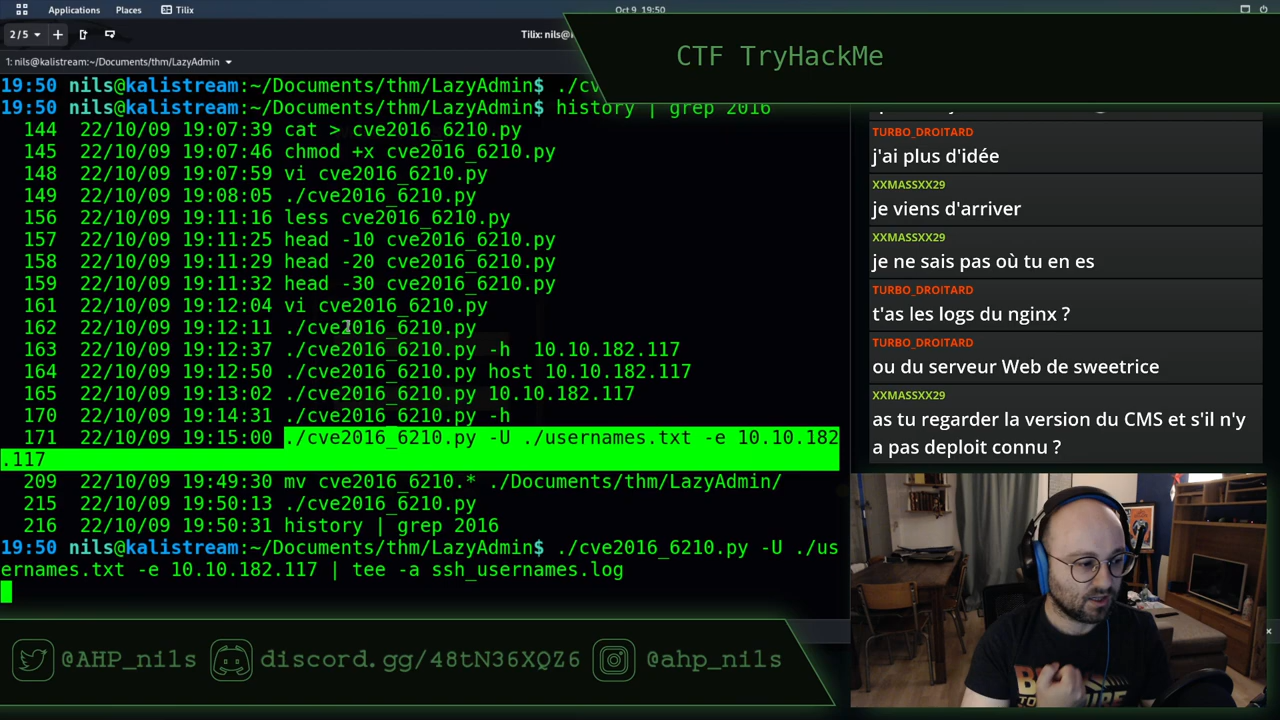 Applications Places Tilix
Oct 9 19:50
2/5
Tilix: nils@
CTF TryHackMe
1: nils@kalistream:~/Documents/thm/LazyAdmin
19:50 nils@kalistream:~/Documents/thm/LazyAdmin$ ./cv
19:50 nils@kalistream:~/Documents/thm/LazyAdmin$ history | grep 2016
144 22/10/09 19:07:39 cat > cve2016_6210.py
145 22/10/09 19:07:46 chmod +x cve2016_6210.py
148 22/10/09 19:07:59 vi cve2016_6210.py
149 22/10/09 19:08:05 ./cve2016_6210.py
156 22/10/09 19:11:16 less cve2016_6210.py
157 22/10/09 19:11:25 head -10 cve2016_6210.py
158 22/10/09 19:11:29 head -20 cve2016_6210.py
159 22/10/09 19:11:32 head -30 cve2016_6210.py
161 22/10/09 19:12:04 vi cve2016_6210.py
162 22/10/09 19:12:11 ./cve2016_6210.py
163 22/10/09 19:12:37 ./cve2016_6210.py -h  10.10.182.117
164 22/10/09 19:12:50 ./cve2016_6210.py host 10.10.182.117
165 22/10/09 19:13:02 ./cve2016_6210.py 10.10.182.117
170 22/10/09 19:14:31 ./cve2016_6210.py -h
171 22/10/09 19:15:00 ./cve2016_6210.py -U ./usernames.txt -e 10.10.182
.117
209 22/10/09 19:49:30 mv cve2016_6210.* ./Documents/thm/LazyAdmin/
215 22/10/09 19:50:13 ./cve2016_6210.py
216 22/10/09 19:50:31 history | grep 2016
19:50 nils@kalistream:~/Documents/thm/LazyAdmin$ ./cve2016_6210.py -U ./us
ernames.txt -e 10.10.182.117 | tee -a ssh_usernames.log
TURBO_DROITARD
j'ai plus d'idée
XXMASSXX29
je viens d'arriver
XXMASSXX29
je ne sais pas où tu en es
TURBO_DROITARD
t'as les logs du nginx ?
TURBO_DROITARD
ou du serveur Web de sweetrice
XXMASSXX29
as tu regarder la version du CMS et s'il n'y
a pas deploit connu ?
@AHP_nils discord.gg/48tN36XQZ6 @ahp_nils